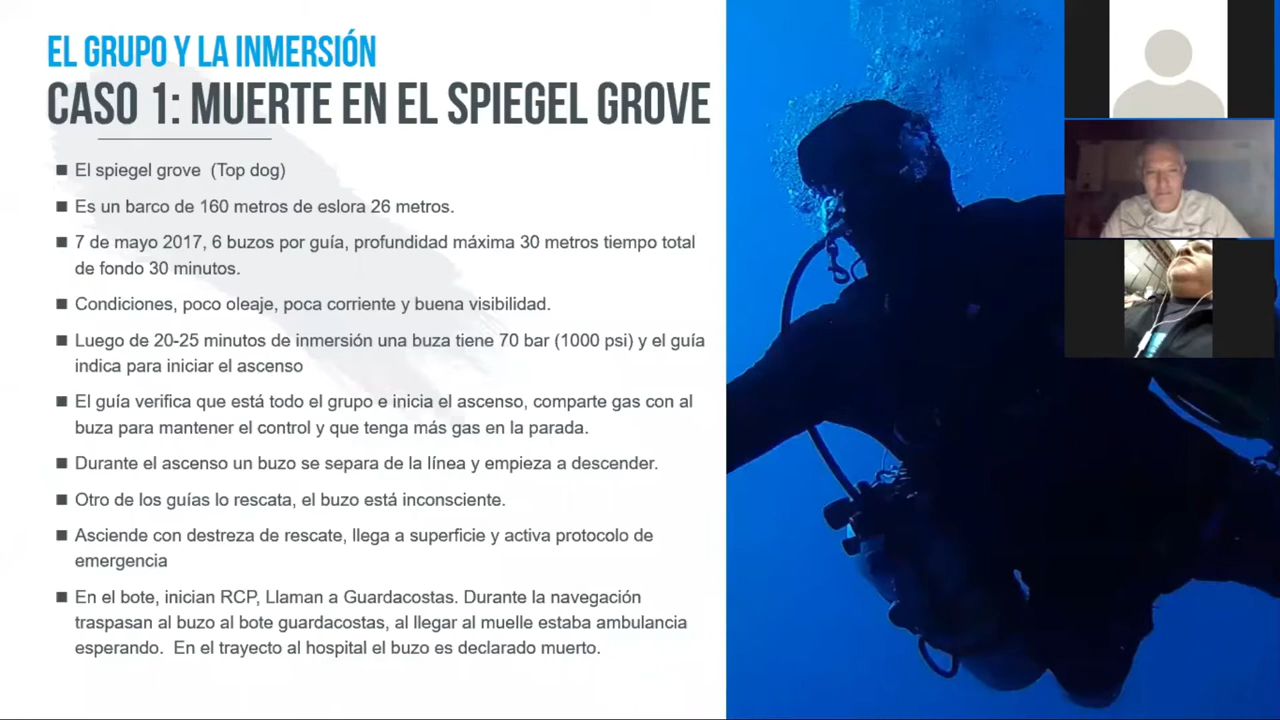 EL GRUPO Y LA INMERSIÓN
CASO 1: MUERTE EN EL SPIEGEL GROVE
■ El spiegel grove (Top dog)
■ Es un barco de 160 metros de eslora 26 metros.
■ 7 de mayo 2017, 6 buzos por guía, profundidad máxima 30 metros tiempo total
de fondo 30 minutos.
■ Condiciones, poco oleaje, poca corriente y buena visibilidad.
■ Luego de 20-25 minutos de inmersión una buza tiene 70 bar (1000 psi) y el guía
indica para iniciar el ascenso
■ El guía verifica que está todo el grupo e inicia el ascenso, comparte gas con al
buza para mantener el control y que tenga más gas en la parada.
■ Durante el ascenso un buzo se separa de la línea y empieza a descender.
■ Otro de los guías lo rescata, el buzo está inconsciente.
■ Asciende con destreza de rescate, llega a superficie y activa protocolo de
emergencia
■ En el bote, inician RCP, Llaman a Guardacostas. Durante la navegación
traspasan al buzo al bote guardacostas, al llegar al muelle estaba ambulancia
esperando. En el trayecto al hospital el buzo es declarado muerto.